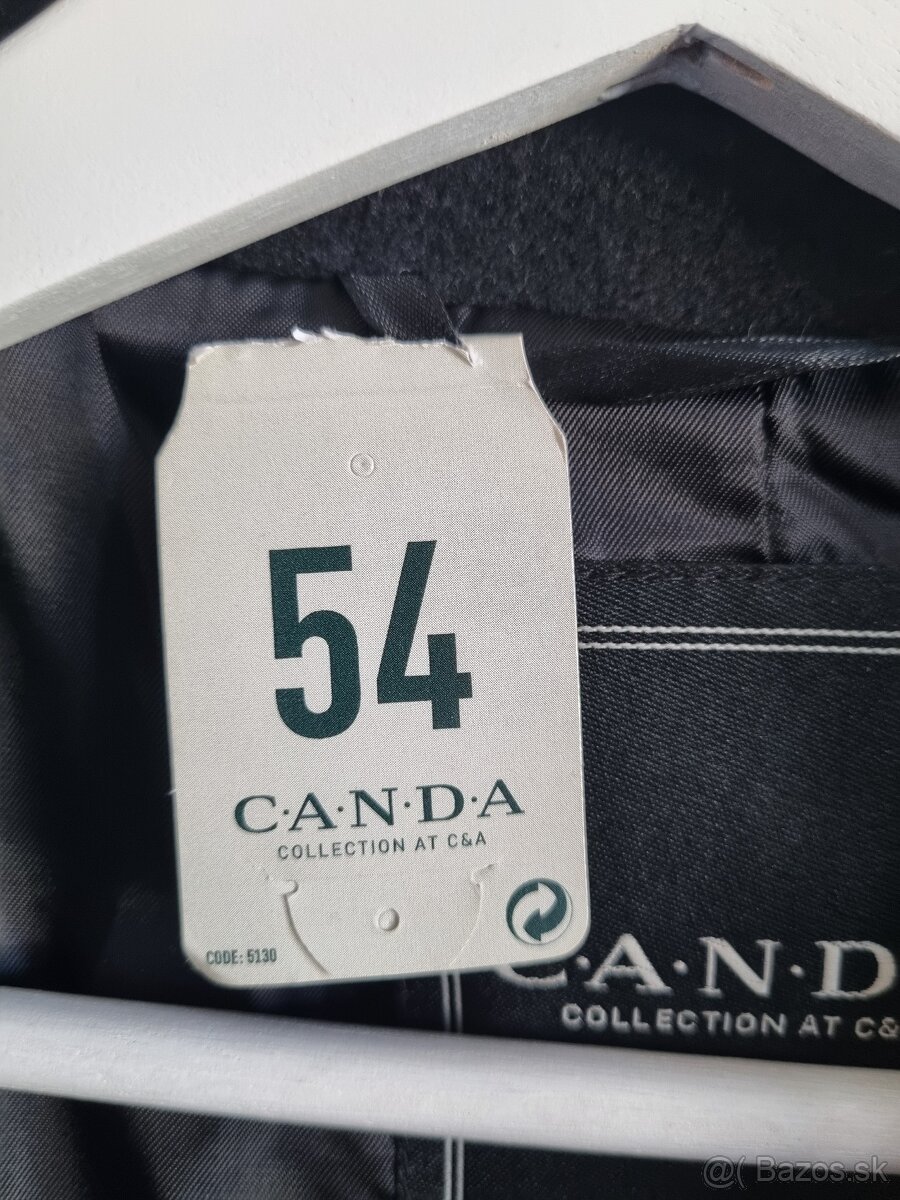 54
C·A·N·D·A
COLLECTION AT C&A
CODE: 5130
C·A·N·D
COLLECTION AT C&
@( Bazos.sk